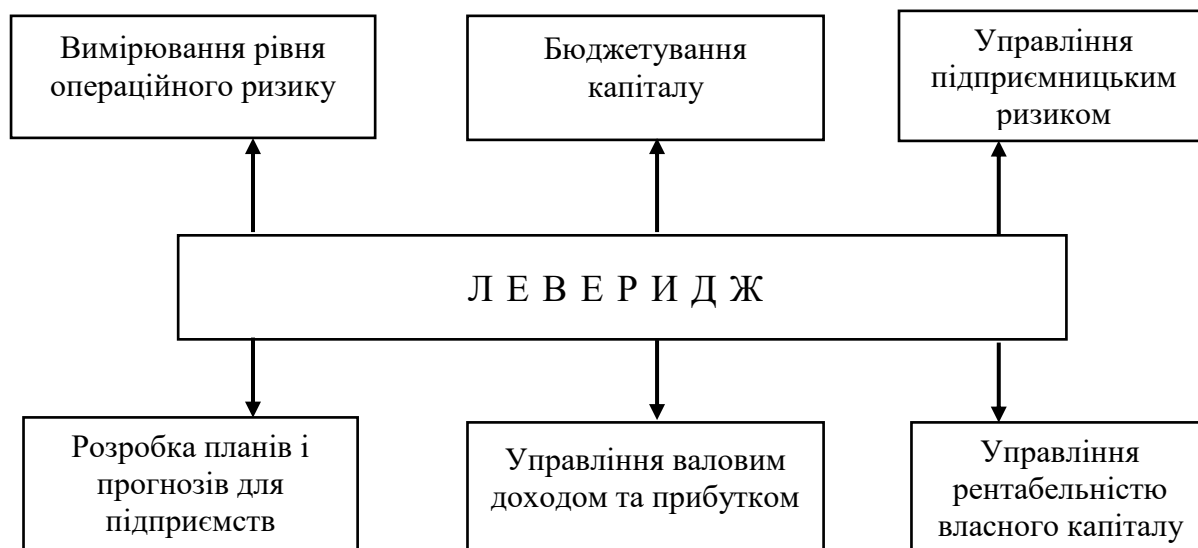 Вимірювання рівня
операційного ризику
Бюджетування
капіталу
Управління
підприємницьким
ризиком
Л Е В Е Р И Д Ж
Розробка планів і
прогнозів для
підприємств
Управління валовим
доходом та прибутком
Управління
рентабельністю
власного капіталу